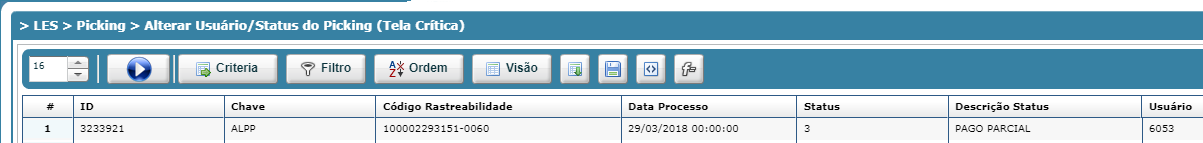 > LES > Picking > Alterar Usuário/Status do Picking (Tela Crítica)
16 Criteria Filtro Ordem Visão
# ID Chave Código Rastreabilidade Data Processo Status Descrição Status Usuário
1 3233921 ALPP 100002293151-0060 29/03/2018 00:00:00 3 PAGO PARCIAL 6053